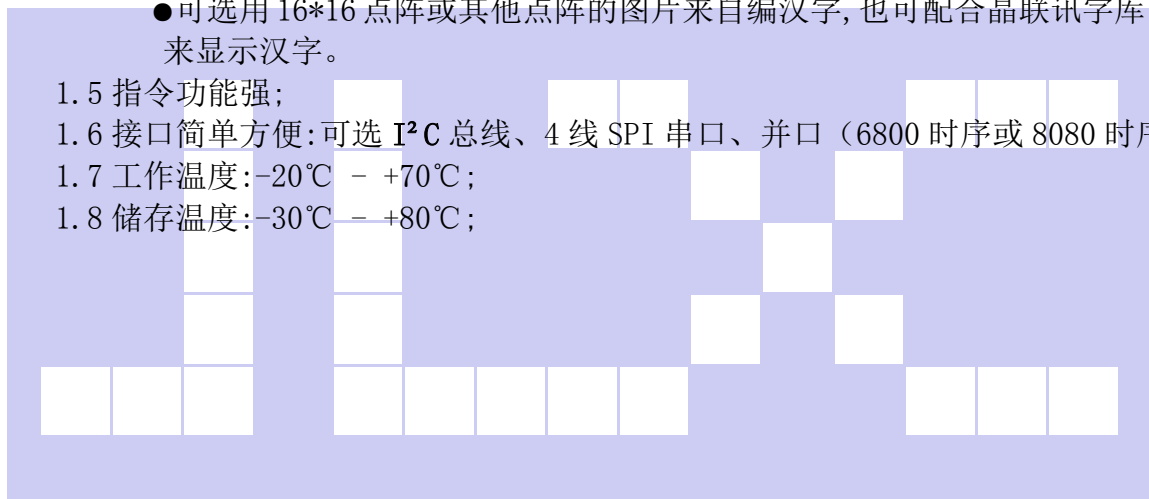 ●可选用 16*16 点阵或其他点阵的图片来自编汉字,也可配合晶联讯字库
来显示汉字。
1.5 指令功能强;
1.6 接口简单方便:可选 I²C 总线、4 线 SPI 串口、并口（6800 时序或 8080 时序
1.7 工作温度:-20℃ - +70℃;
1.8 储存温度:-30℃ - +80℃;